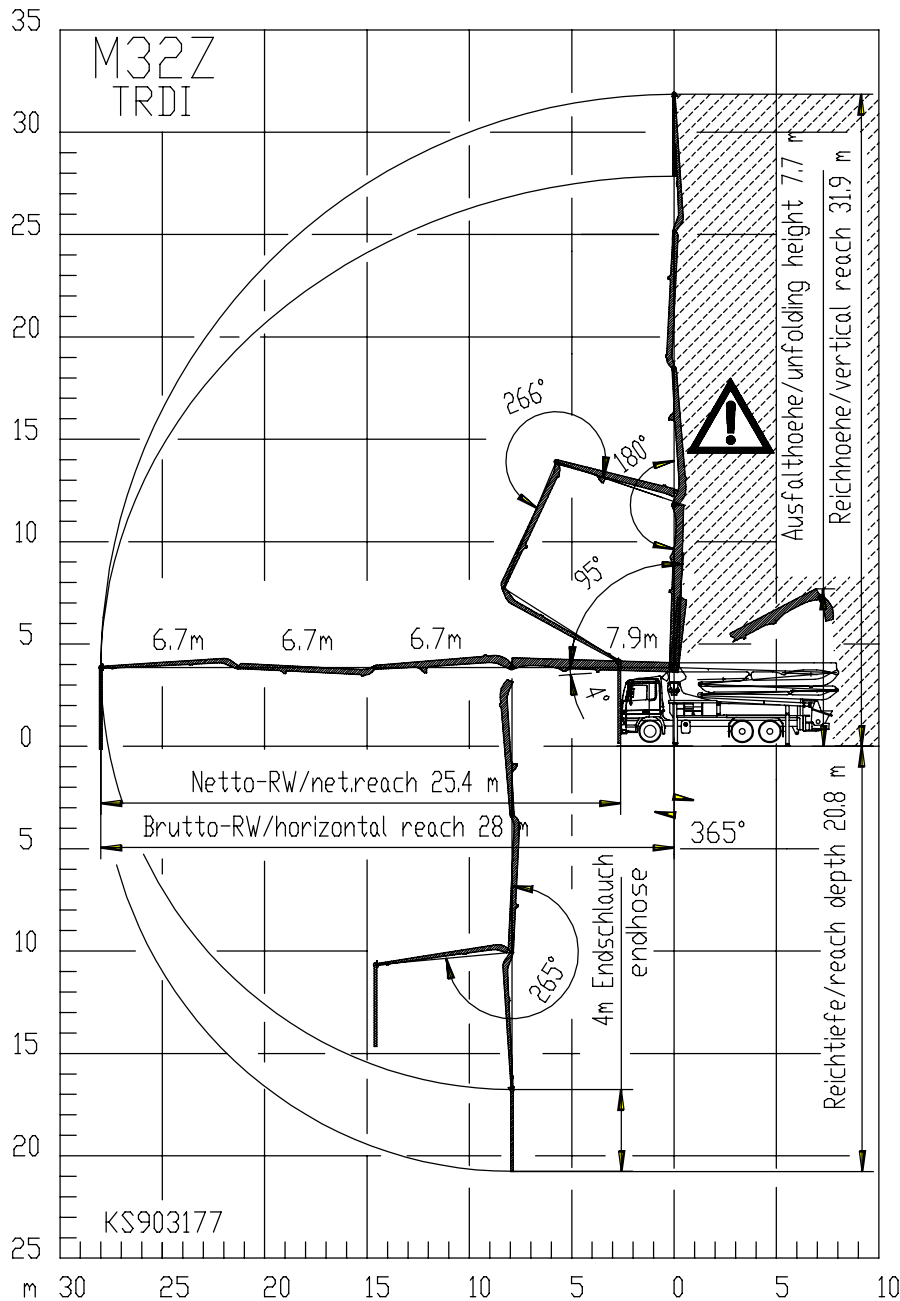 35
M32Z
TRDI
30
25
20
15
10
5
0
5
10
15
20
25
Ausfalthoehe/unfolding height 7.7 m
Reichhoehe/vertical reach 31.9 m
266°
180°
95°
6.7m
6.7m
6.7m
7.9m
4°
Netto-RW/net.reach 25.4 m
Brutto-RW/horizontal reach 28 m
365°
4m Endschlauch
endhose
265°
Reichtiefe/reach depth 20.8 m
KS903177
m 30 25 20 15 10 5 0 5 10